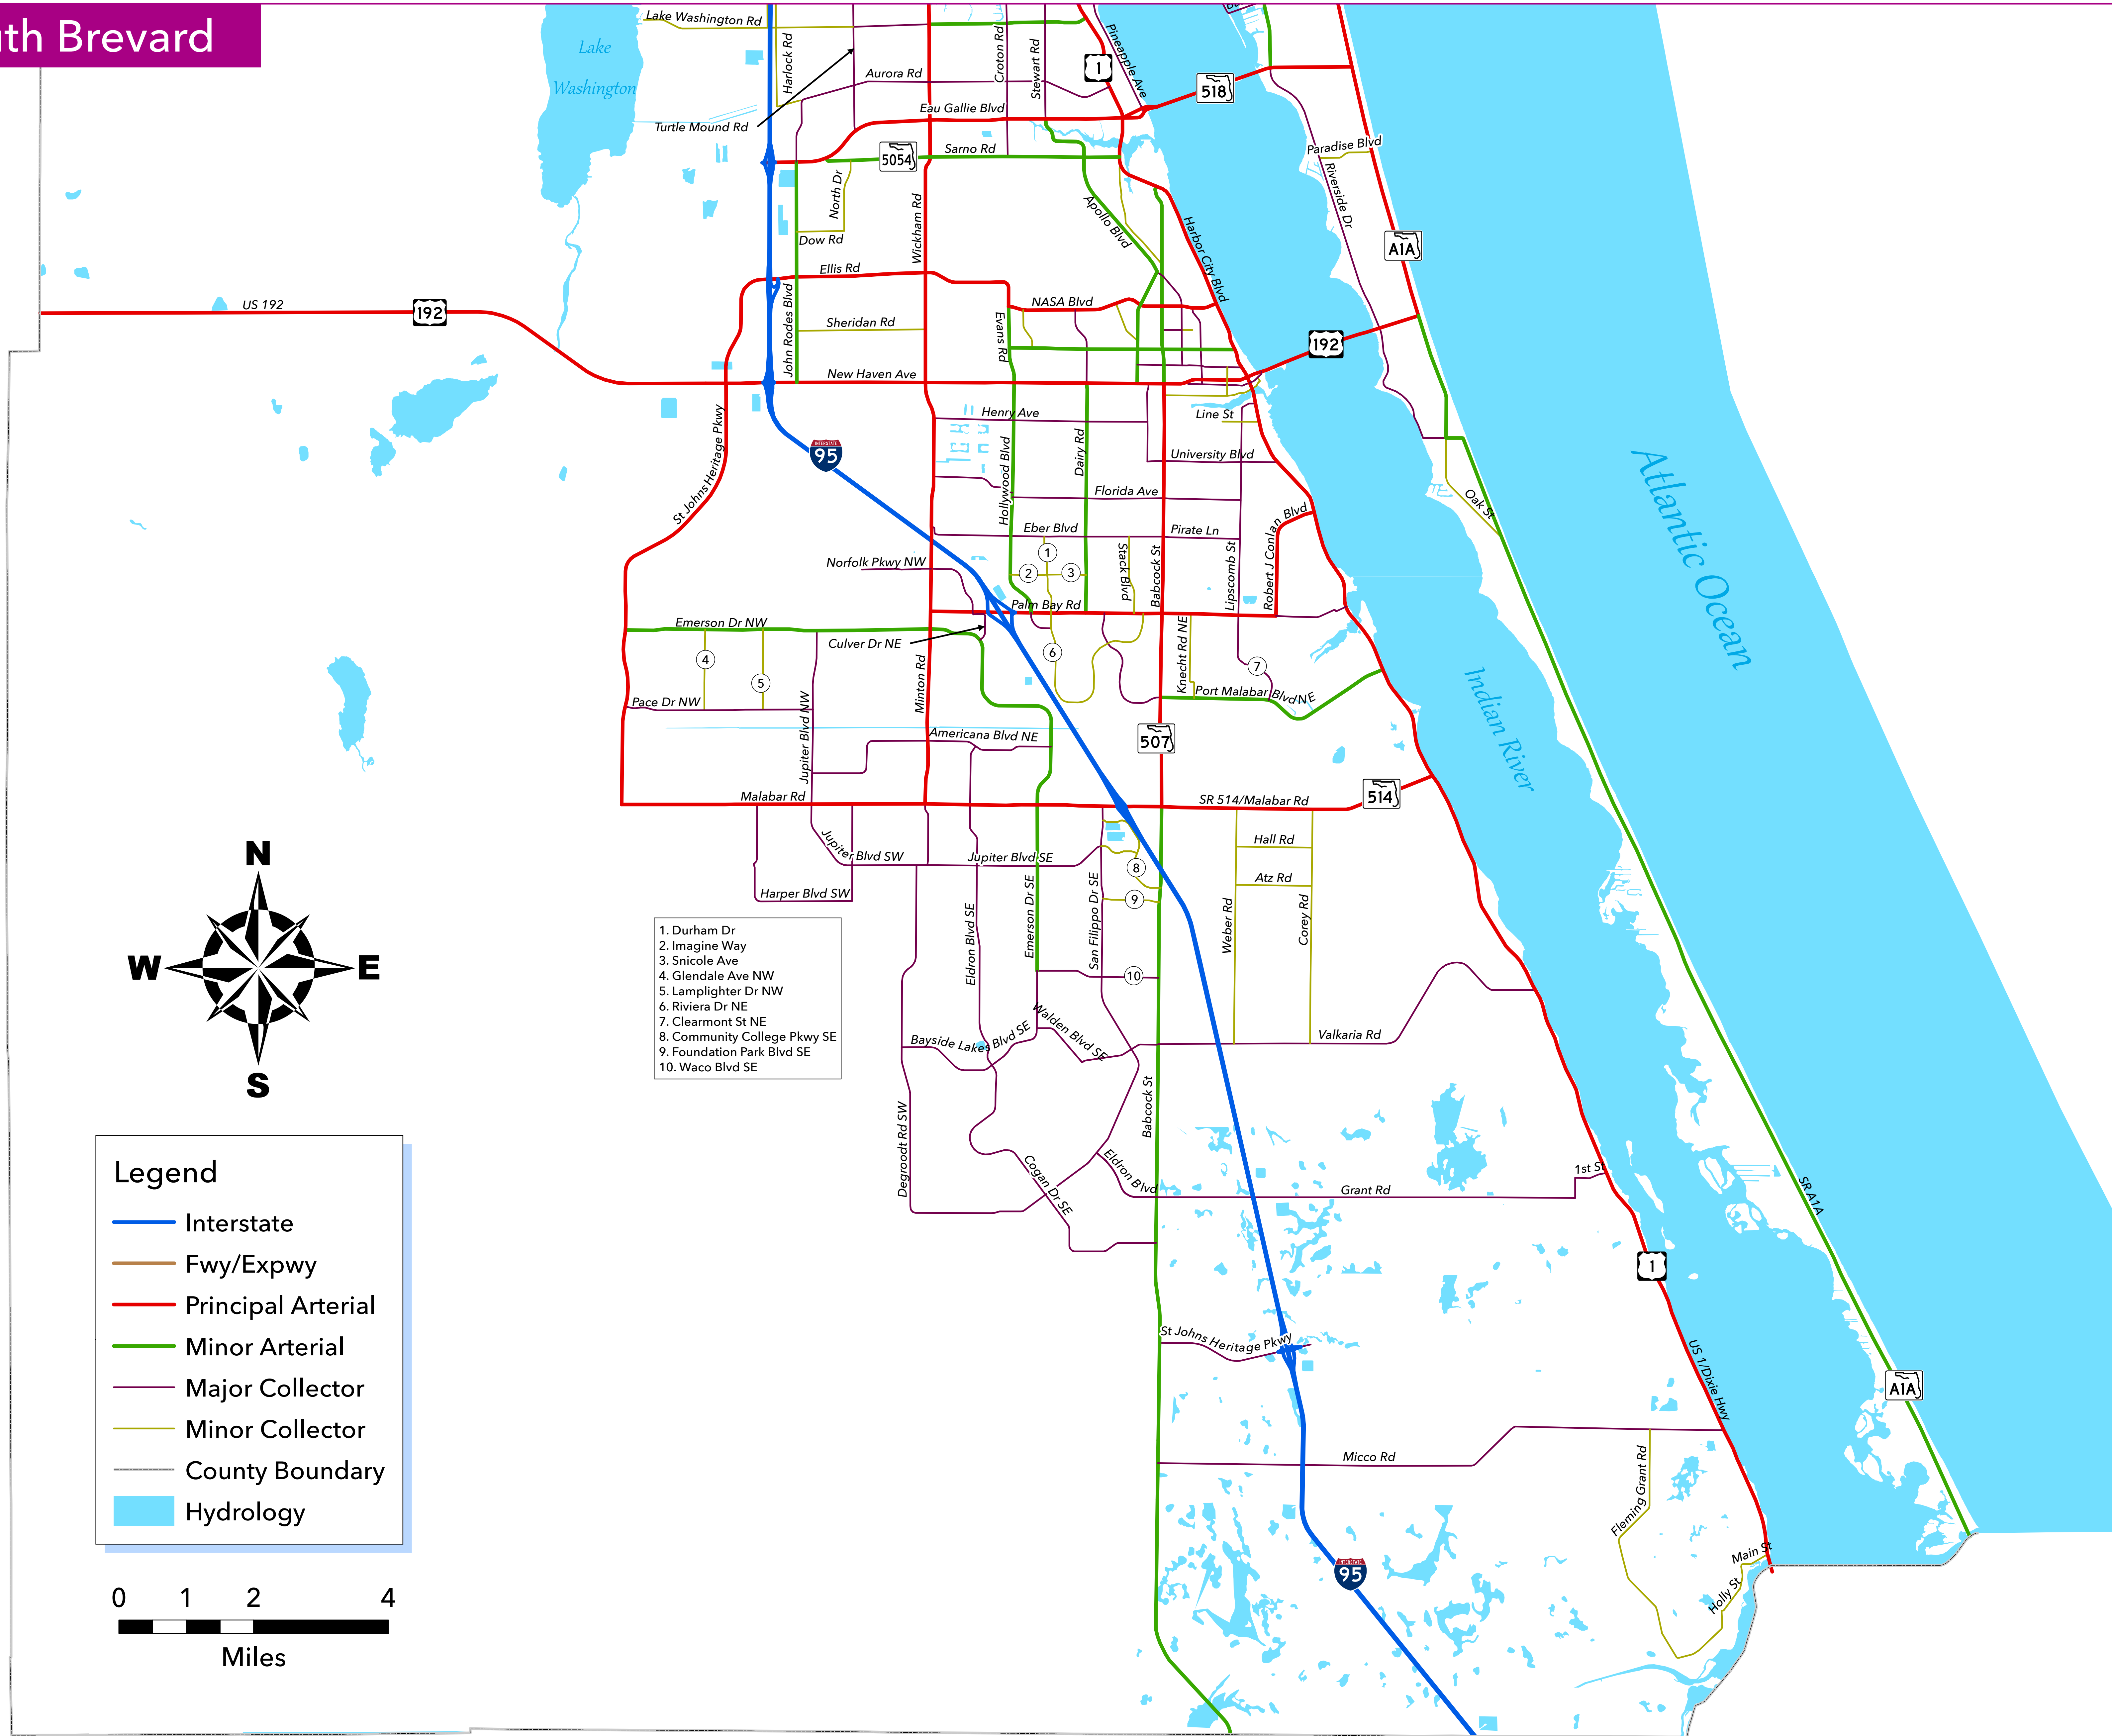 th Brevard
Lake Washington Rd
Lake
Washington
Harlock Rd
Croton Rd
Stewart Rd
Pineapple Ave
1
518
Aurora Rd
Eau Gallie Blvd
Turtle Mound Rd
5054
Sarno Rd
Paradise Blvd
Riverside Dr
North Dr
Dow Rd
Wickham Rd
Apollo Blvd
Harbor City Blvd
A1A
Ellis Rd
US 192
192
NASA Blvd
John Rodes Blvd
Sheridan Rd
Evans Rd
192
New Haven Ave
Henry Ave
Line St
St Johns Heritage Pkwy
INTERSTATE
95
Hollywood Blvd
Dairy Rd
University Blvd
Florida Ave
Oak St
Atlantic Ocean
Eber Blvd
Pirate Ln
Robert J Conlan Blvd
1
2
3
Stack Blvd
Babcock St
Lipscomb St
Norfolk Pkwy NW
Palm Bay Rd
Emerson Dr NW
Culver Dr NE
4
5
6
7
Knecht Rd NE
Minton Rd
Port Malabar Blvd NE
Pace Dr NW
Jupiter Blvd NW
Americana Blvd NE
507
Indian River
Malabar Rd
SR 514/Malabar Rd
514
Jupiter Blvd SW
Jupiter Blvd SE
Hall Rd
8
Atz Rd
Harper Blvd SW
9
Emerson Dr SE
San Filippo Dr SE
Weber Rd
Corey Rd
Eldron Blvd SE
10
N
W
E
S
1. Durham Dr
2. Imagine Way
3. Snicole Ave
4. Glendale Ave NW
5. Lamplighter Dr NW
6. Riviera Dr NE
7. Clearmont St NE
8. Community College Pkwy SE
9. Foundation Park Blvd SE
10. Waco Blvd SE
Bayside Lakes Blvd SE
Walden Blvd SE
Valkaria Rd
Babcock St
Degroodt Rd SW
Cogan Dr SE
Eldron Blvd
Grant Rd
1st St
SR A1A
1
St Johns Heritage Pkwy
US 1/Dixie Hwy
A1A
Micco Rd
Fleming Grant Rd
Main St
Holly St
INTERSTATE
95
Legend
Interstate
Fwy/Expwy
Principal Arterial
Minor Arterial
Major Collector
Minor Collector
County Boundary
Hydrology
0 1 2 4
Miles